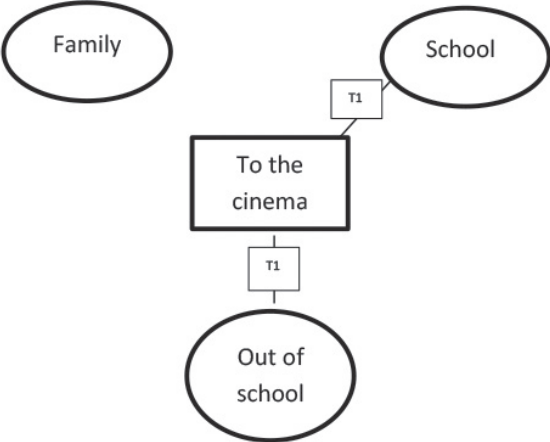 Family
School
T1
To the
cinema
T1
Out of
school